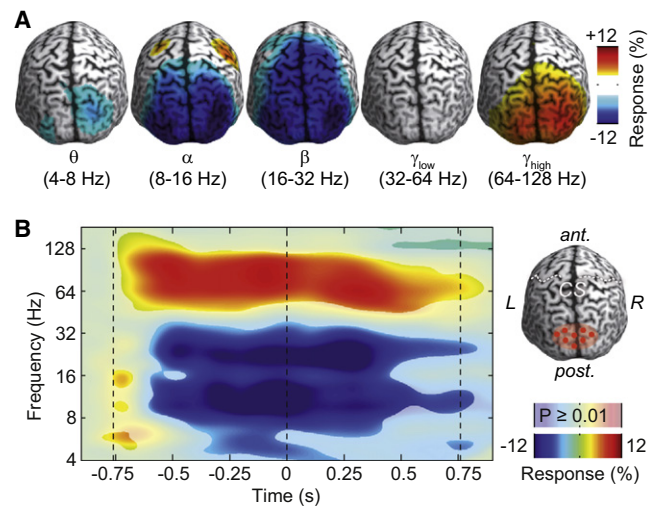 A
+12
-12
Response (%)
θ
α
β
γlow
γhigh
(4-8 Hz)
(8-16 Hz)
(16-32 Hz)
(32-64 Hz)
(64-128 Hz)
B
128
64
32
16
8
4
Frequency (Hz)
-0.75
-0.5
-0.25
0
0.25
0.5
0.75
Time (s)
ant.
CS
L
R
post.
P ≥ 0.01
-12
12
Response (%)